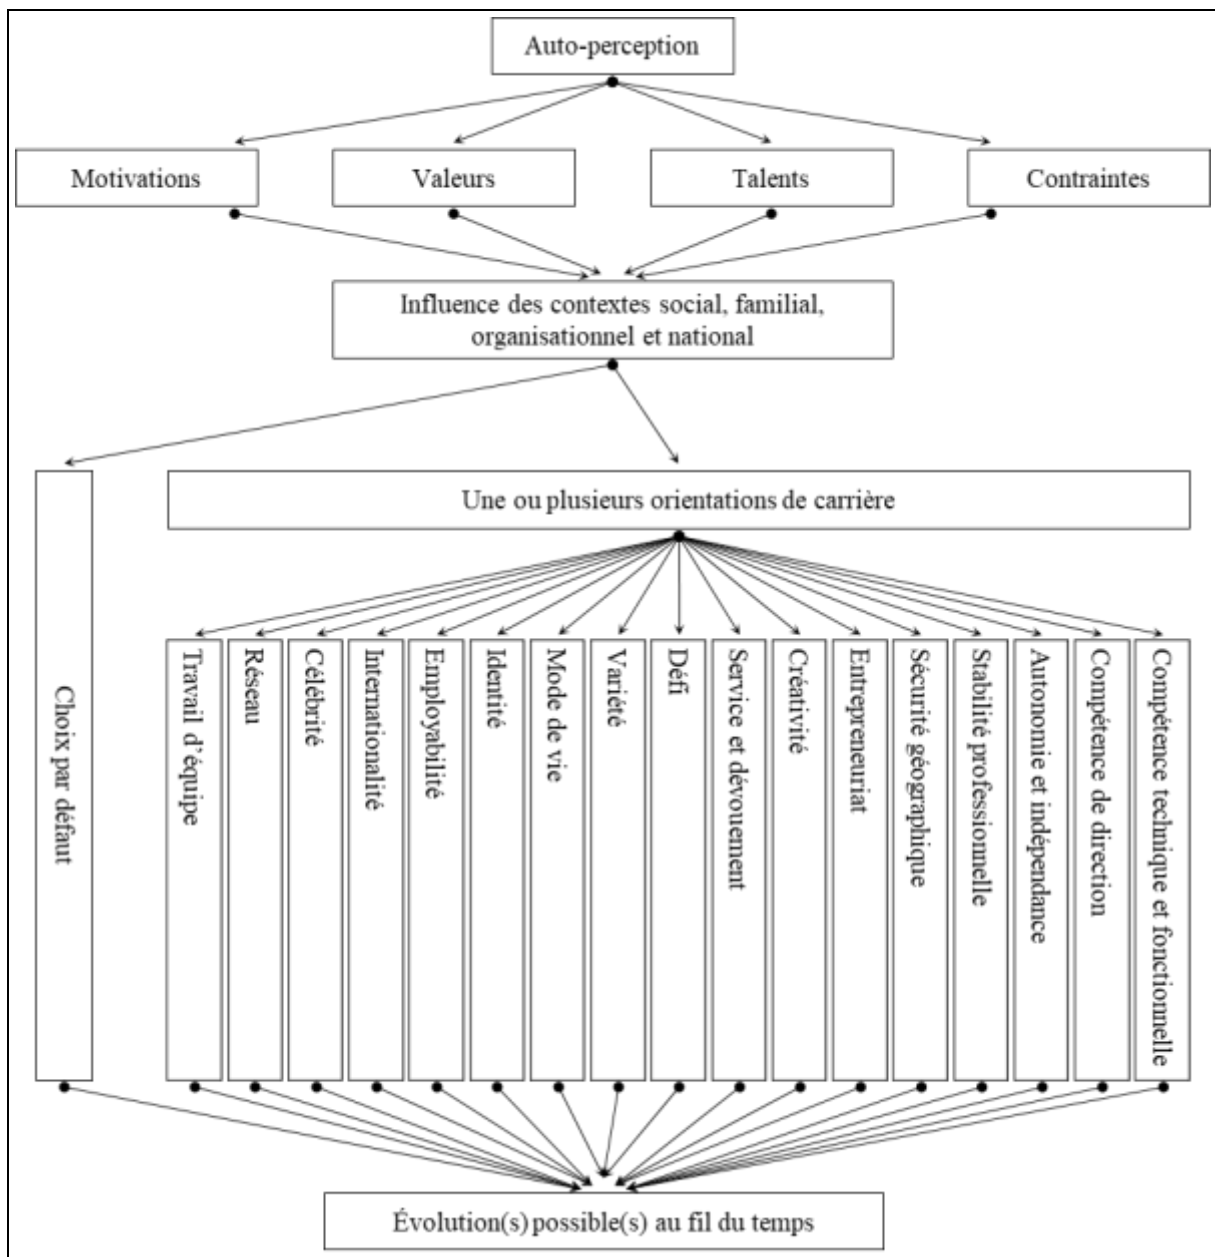 Auto-perception
Motivations
Valeurs
Talents
Contraintes
Influence des contextes social, familial,
organisationnel et national
Une ou plusieurs orientations de carrière
Choix par défaut
Travail d'équipe
Réseau
Célébrité
Internationalité
Employabilité
Identité
Mode de vie
Variété
Défi
Service et dévouement
Créativité
Entrepreneuriat
Sécurité géographique
Stabilité professionnelle
Autonomie et indépendance
Compétence de direction
Compétence technique et fonctionnelle
Évolution(s) possible(s) au fil du temps